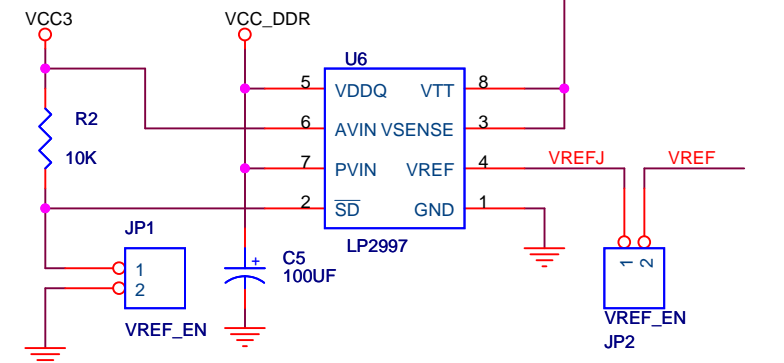 VCC3
VCC_DDR
U6
5 VDDQ VTT 8
R2
6 AVIN VSENSE 3
10K
7 PVIN VREF 4 VREFJ VREF
2 SD GND 1
JP1
LP2997
1
2
C5
100UF
1
2
VREF_EN
VREF_EN
JP2